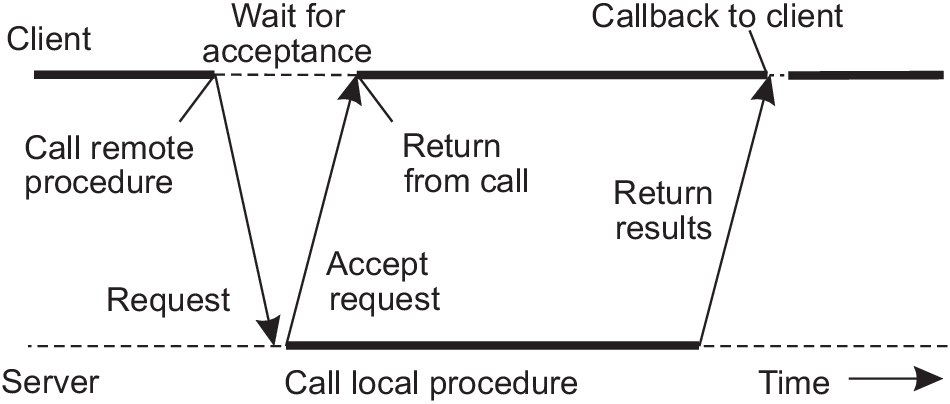 Client
Wait for
acceptance
Callback to client
Call remote
procedure
Return
from call
Return
results
Accept
request
Request
Server
Call local procedure
Time